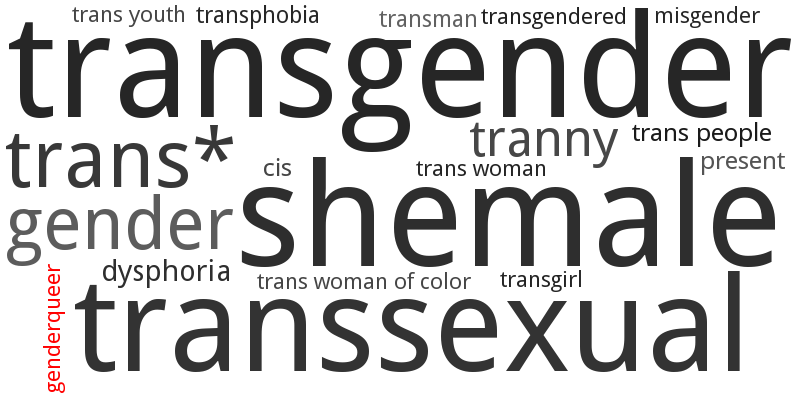 trans youth transphobia transman transgendered misgender
transgender
trans* tranny trans people
cis trans woman present
gender shemale
dysphoria trans woman of color transgirl
genderqueer transsexual